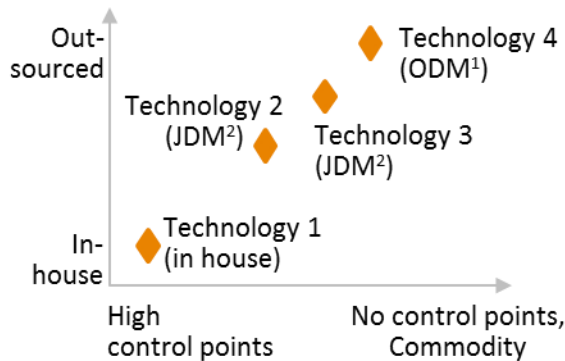 Out-
sourced
Technology 4
(ODM¹)
Technology 2
(JDM²)
Technology 3
(JDM²)
Technology 1
(in house)
In-
house
High
control points
No control points,
Commodity